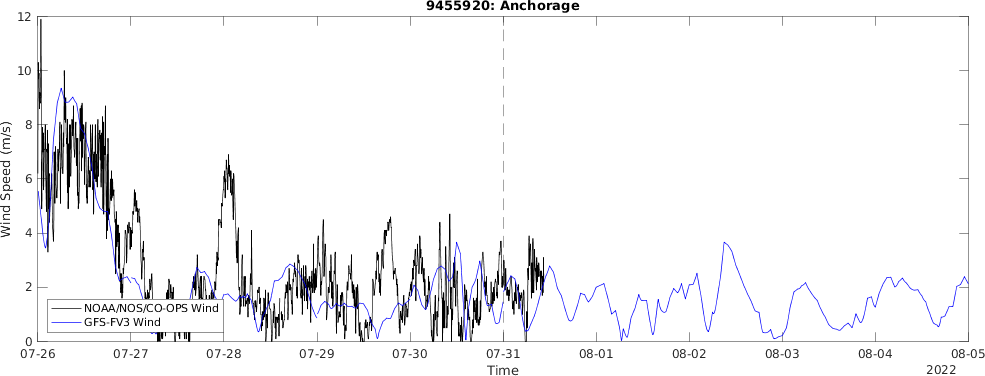 9455920: Anchorage
12
10
8
6
4
2
0
Wind Speed (m/s)
NOAA/NOS/CO-OPS Wind
GFS-FV3 Wind
07-26 07-27 07-28 07-29 07-30 07-31 08-01 08-02 08-03 08-04 08-05
Time
2022